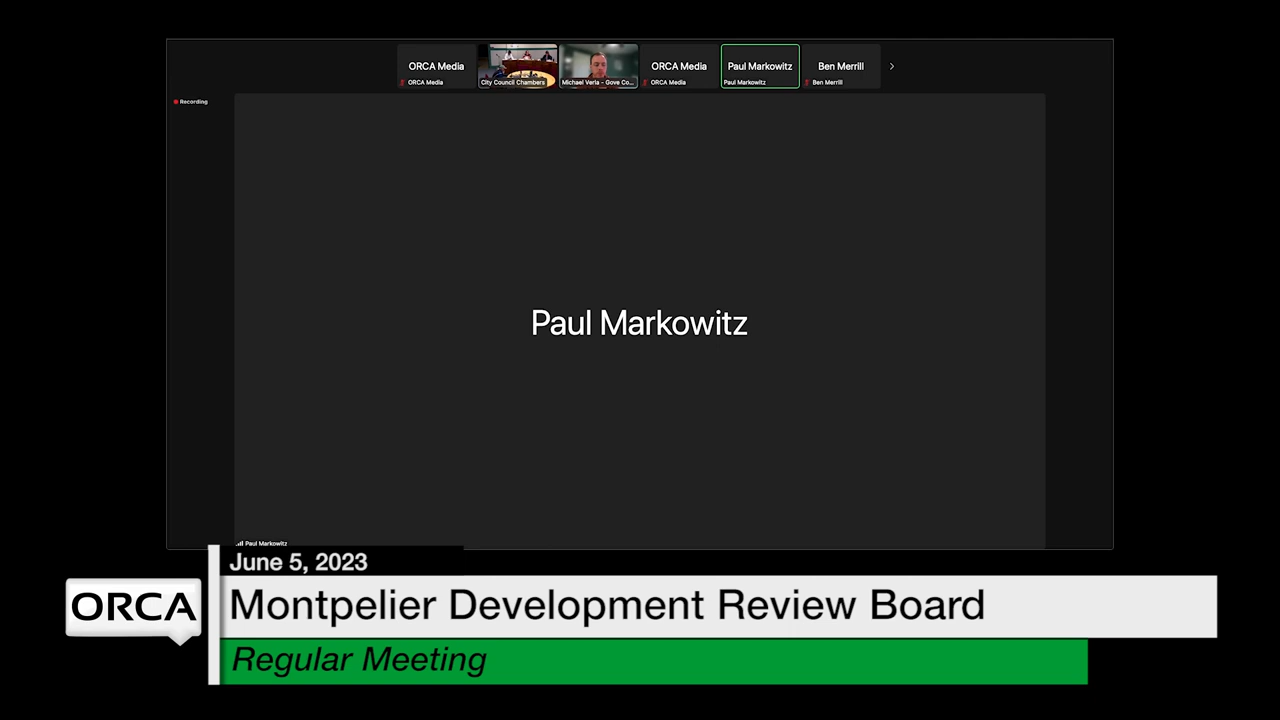 ORCA Media
ORCA Media
City Council Chambers
Michael Verla - Gove Co...
ORCA Media
ORCA Media
Paul Markowitz
Paul Markowitz
Ben Merrill
Ben Merrill
Recording
Paul Markowitz
Paul Markowitz
June 5, 2023
ORCA
Montpelier Development Review Board
Regular Meeting